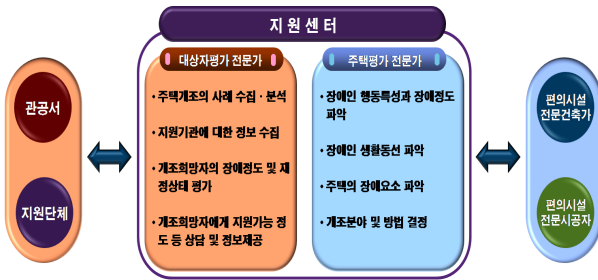 지원센터
관공서
지원단체
대상자평가 전문가
· 주택개조의 사례 수집 · 분석
· 지원기관에 대한 정보 수집
· 개조희망자의 장애정도 및 재
정상태 평가
· 개조희망자에게 지원가능 정
도 등 상담 및 정보제공
주택평가 전문가
· 장애인 행동특성과 장애정도
파악
· 장애인 생활동선 파악
· 주택의 장애요소 파악
· 개조분야 및 방법 결정
편의시설
전문건축가
편의시설
전문시공자